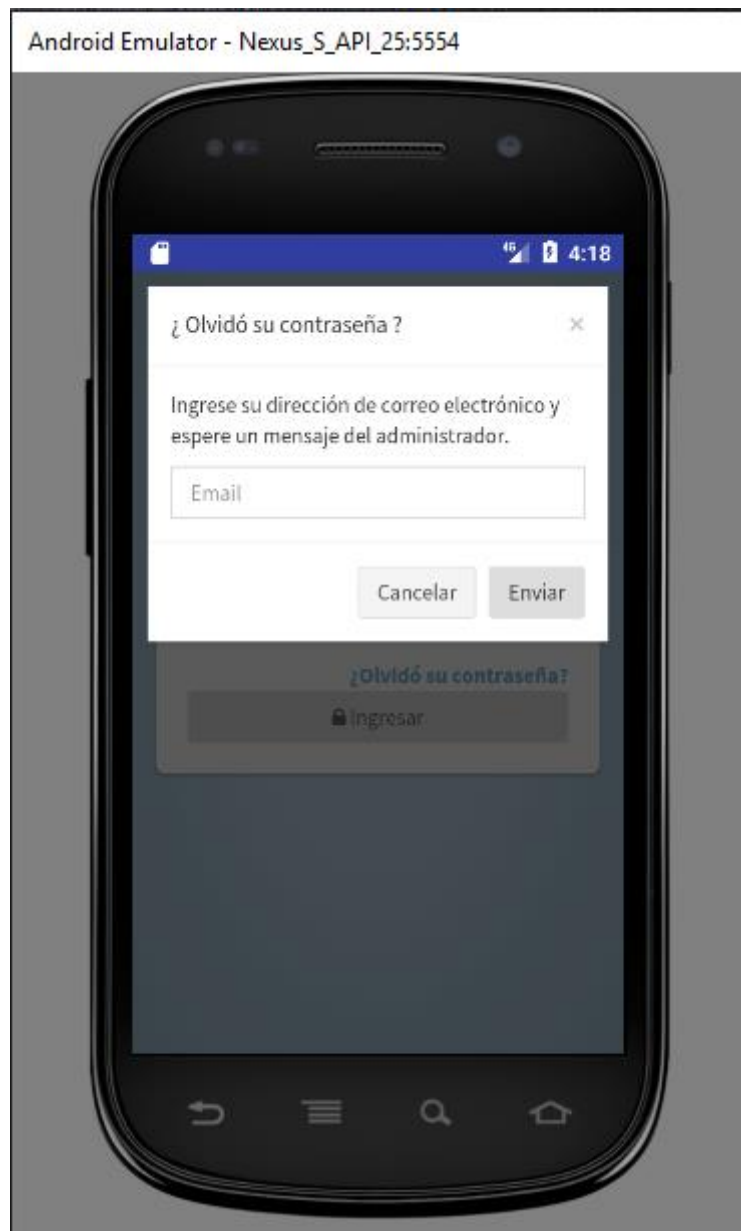 Android Emulator - Nexus_S_API_25:5554
4G 4:18
¿ Olvidó su contraseña ? ×
Ingrese su dirección de correo electrónico y
espere un mensaje del administrador.
Email
Cancelar Enviar
¿Olvidó su contraseña?
Ingresar